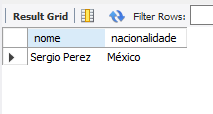 Result Grid Filter Rows:
nome nacionalidade
Sergio Perez México